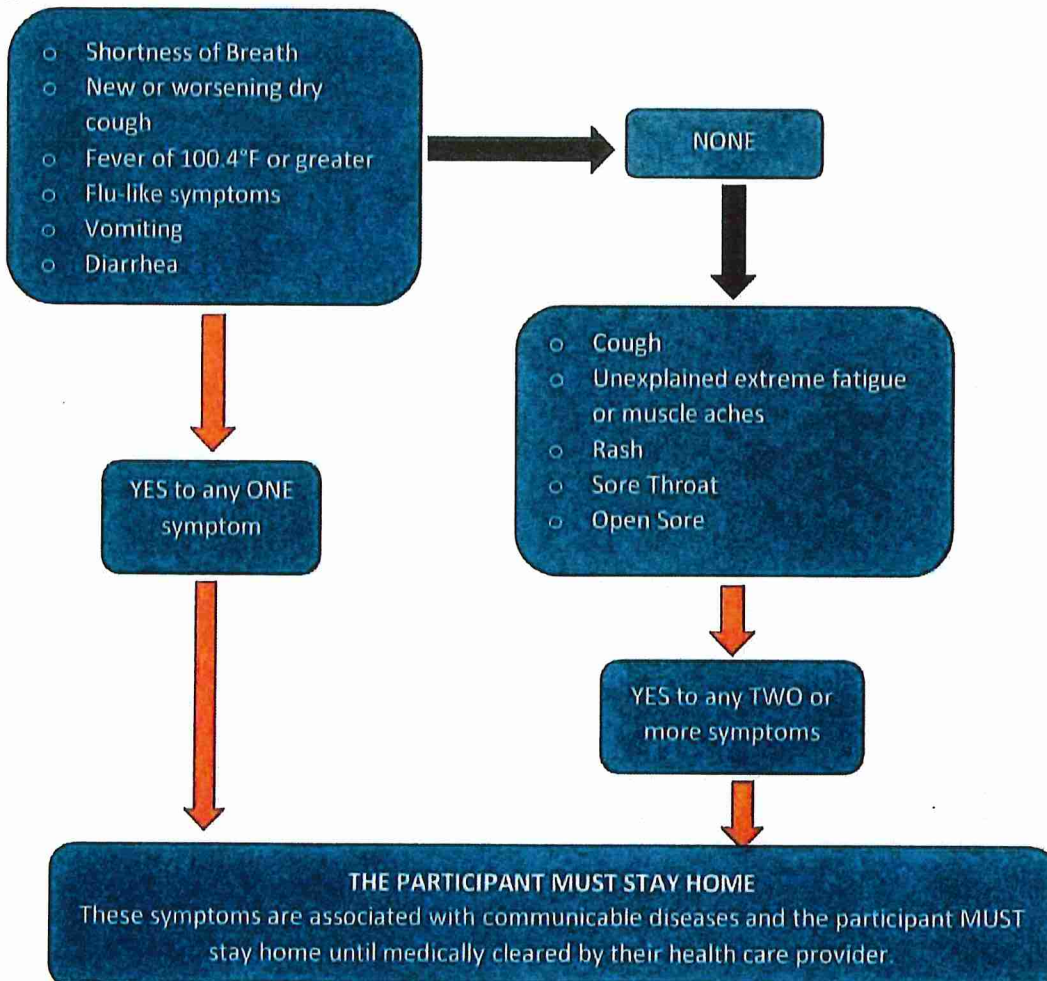 Shortness of Breath
New or worsening dry
cough
Fever of 100.4°F or greater
Flu-like symptoms
Vomiting
Diarrhea
NONE
Cough
Unexplained extreme fatigue
or muscle aches
Rash
Sore Throat
Open Sore
YES to any ONE
symptom
YES to any TWO or
more symptoms
THE PARTICIPANT MUST STAY HOME
These symptoms are associated with communicable diseases and the participant MUST
stay home until medically cleared by their health care provider.